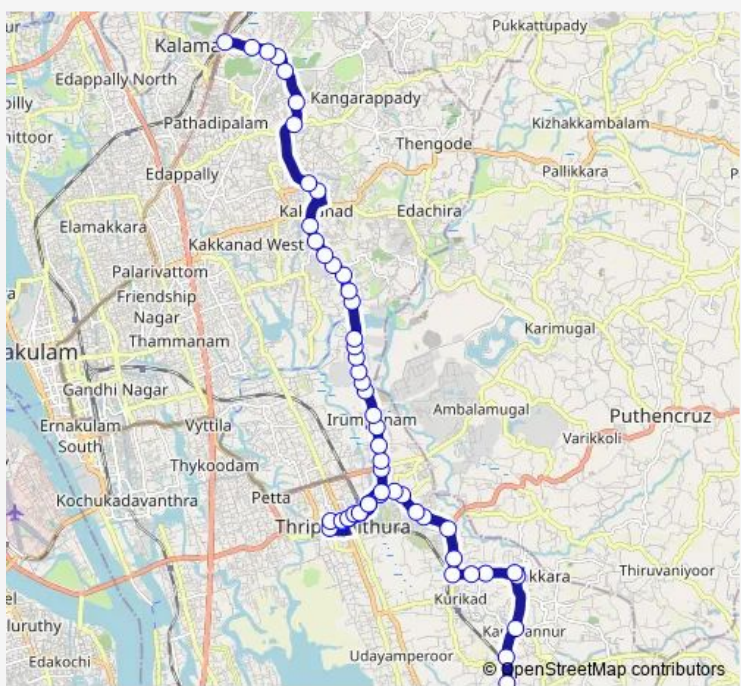 Pukkattupady
Edappally North
Kangarappady
Pathadipalam
Kizhakkambalam
Thengode
Edappally
Pallikkara
Elamakkara
Edachira
Kakkanad West
Palarivattom
Friendship
Nagar
Karimugal
Thammanam
Gandhi Nagar
Ambalamugal
Puthencruz
Ernakulam
South
Vyttila
Varikkoli
Thykoodam
Kochukadavanthra
Petta
Thiruvaniyoor
Kurikad
Udayamperoor
Edakochi
© OpenStreetMap contributors